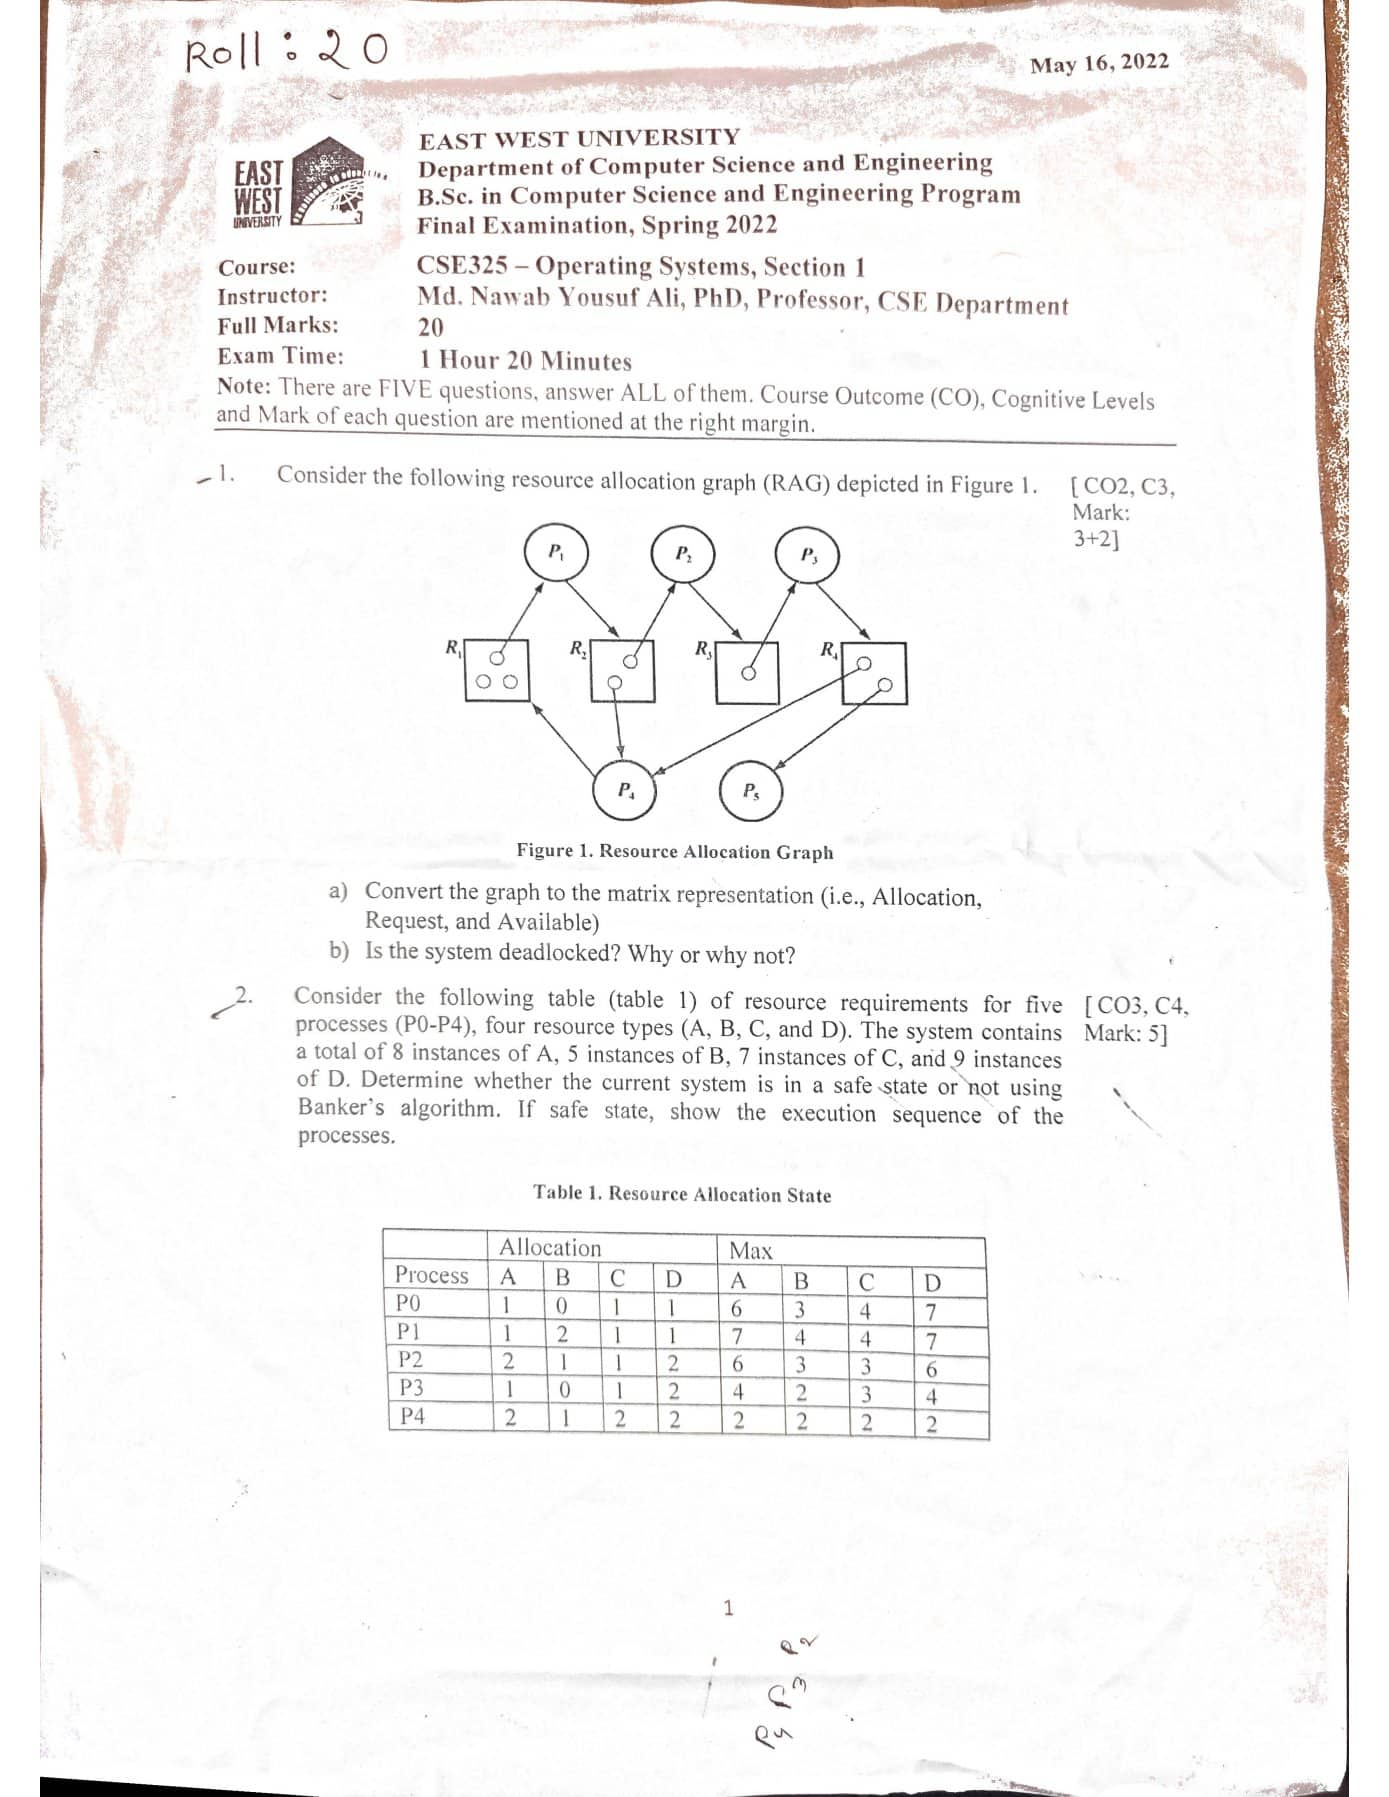 Roll : 20
May 16, 2022
EAST
WEST
UNIVERSITY
EAST WEST UNIVERSITY
Department of Computer Science and Engineering
B.Sc. in Computer Science and Engineering Program
Final Examination, Spring 2022
Course: CSE325 – Operating Systems, Section 1
Instructor: Md. Nawab Yousuf Ali, PhD, Professor, CSE Department
Full Marks: 20
Exam Time: 1 Hour 20 Minutes
Note: There are FIVE questions, answer ALL of them. Course Outcome (CO), Cognitive Levels
and Mark of each question are mentioned at the right margin.
1. Consider the following resource allocation graph (RAG) depicted in Figure 1. [ CO2, C3,
Mark:
3+2]
P1 P2 P3
R1 R2 R3 R4
P4 P5
Figure 1. Resource Allocation Graph
a) Convert the graph to the matrix representation (i.e., Allocation,
Request, and Available)
b) Is the system deadlocked? Why or why not?
2. Consider the following table (table 1) of resource requirements for five [ CO3, C4,
processes (P0-P4), four resource types (A, B, C, and D). The system contains Mark: 5]
a total of 8 instances of A, 5 instances of B, 7 instances of C, and 9 instances
of D. Determine whether the current system is in a safe state or not using
Banker's algorithm. If safe state, show the execution sequence of the
processes.
Table 1. Resource Allocation State
Allocation Max
Process A B C D A B C D
P0 1 0 1 1 6 3 4 7
P1 1 2 1 1 7 4 4 7
P2 2 1 1 2 6 3 3 6
P3 1 0 1 2 4 2 3 4
P4 2 1 2 2 2 2 2 2
1
P4 P3 P2